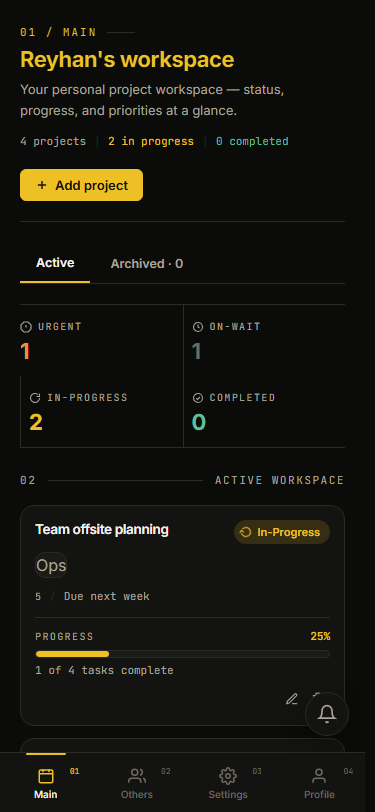 01 / MAIN
Reyhan's workspace
Your personal project workspace — status,
progress, and priorities at a glance.
4 projects | 2 in progress | 0 completed
+ Add project
Active
Archived · 0
URGENT
1
ON-WAIT
1
IN-PROGRESS
2
COMPLETED
0
02
ACTIVE WORKSPACE
Team offsite planning
In-Progress
Ops
5 / Due next week
PROGRESS
25%
1 of 4 tasks complete
01
Main
02
Others
03
Settings
04
Profile